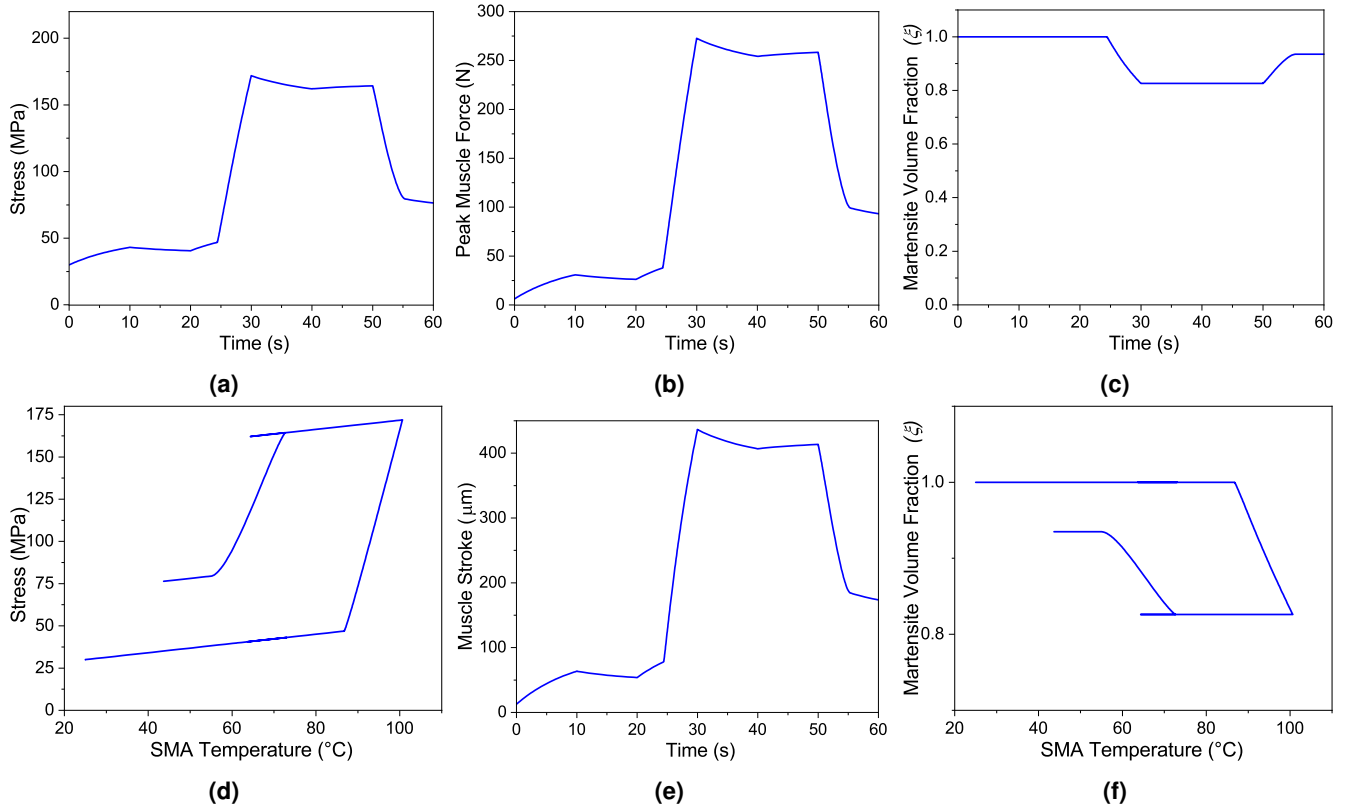 200
150
100
50
0
Stress (MPa)
0 10 20 30 40 50 60
Time (s)
(a)
300
250
200
150
100
50
0
Peak Muscle Force (N)
0 10 20 30 40 50 60
Time (s)
(b)
1.0
0.8
0.6
0.4
0.2
0.0
Martensite Volume Fraction (ξ)
0 10 20 30 40 50 60
Time (s)
(c)
175
150
125
100
75
50
25
0
Stress (MPa)
20 40 60 80 100
SMA Temperature (°C)
(d)
400
300
200
100
0
Muscle Stroke (μm)
0 10 20 30 40 50 60
Time (s)
(e)
1.0
0.8
Martensite Volume Fraction (ξ)
20 40 60 80 100
SMA Temperature (°C)
(f)